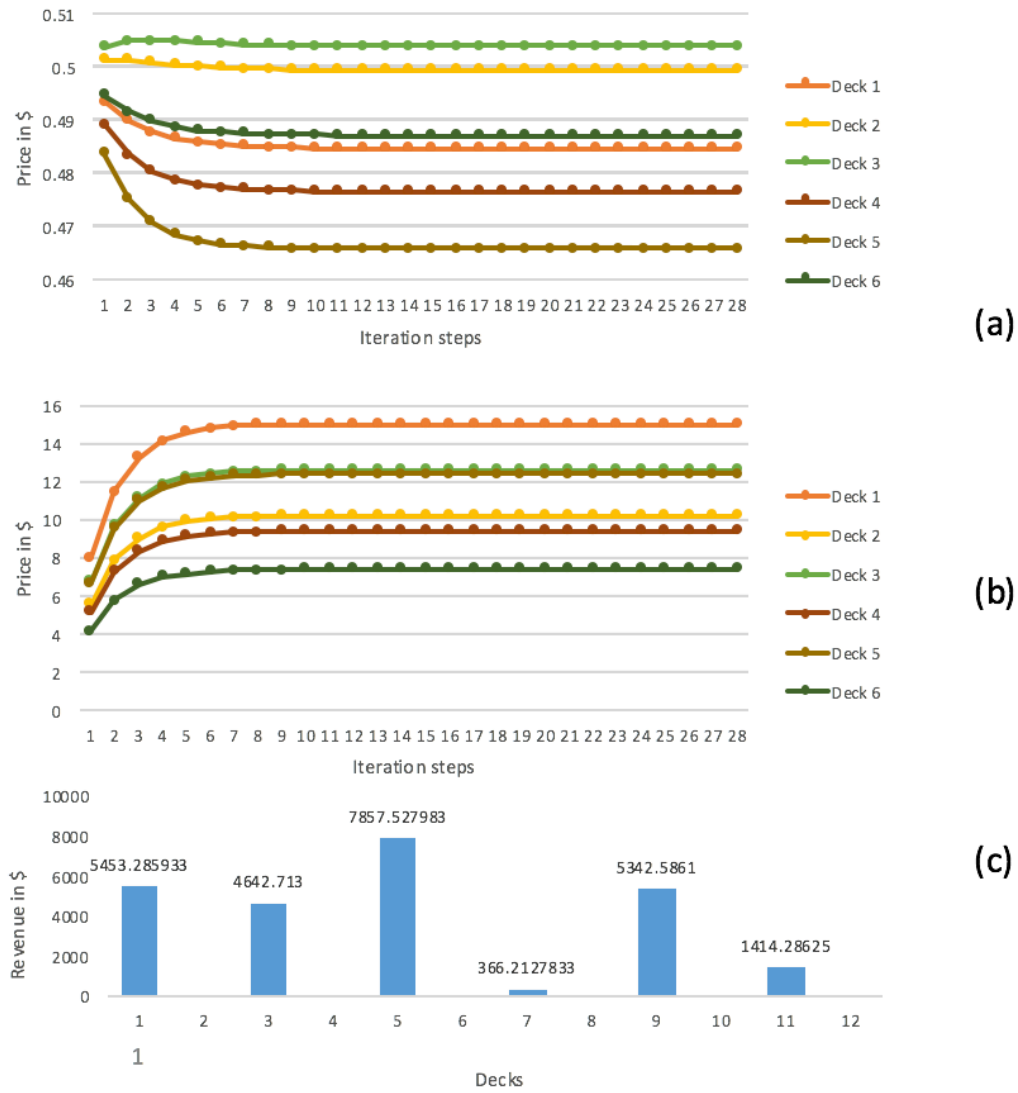 0.51
0.5
0.49
0.48
0.47
0.46
Price in $
1 2 3 4 5 6 7 8 9 10 11 12 13 14 15 16 17 18 19 20 21 22 23 24 25 26 27 28
Iteration steps
Deck 1
Deck 2
Deck 3
Deck 4
Deck 5
Deck 6
(a)
16
14
12
10
8
6
4
2
0
Price in $
1 2 3 4 5 6 7 8 9 10 11 12 13 14 15 16 17 18 19 20 21 22 23 24 25 26 27 28
Iteration steps
Deck 1
Deck 2
Deck 3
Deck 4
Deck 5
Deck 6
(b)
10000
8000
6000
4000
2000
0
Revenue in $
5453.285933
4642.713
7857.527983
366.2127833
5342.5861
1414.28625
1 2 3 4 5 6 7 8 9 10 11 12
1
Decks
(c)